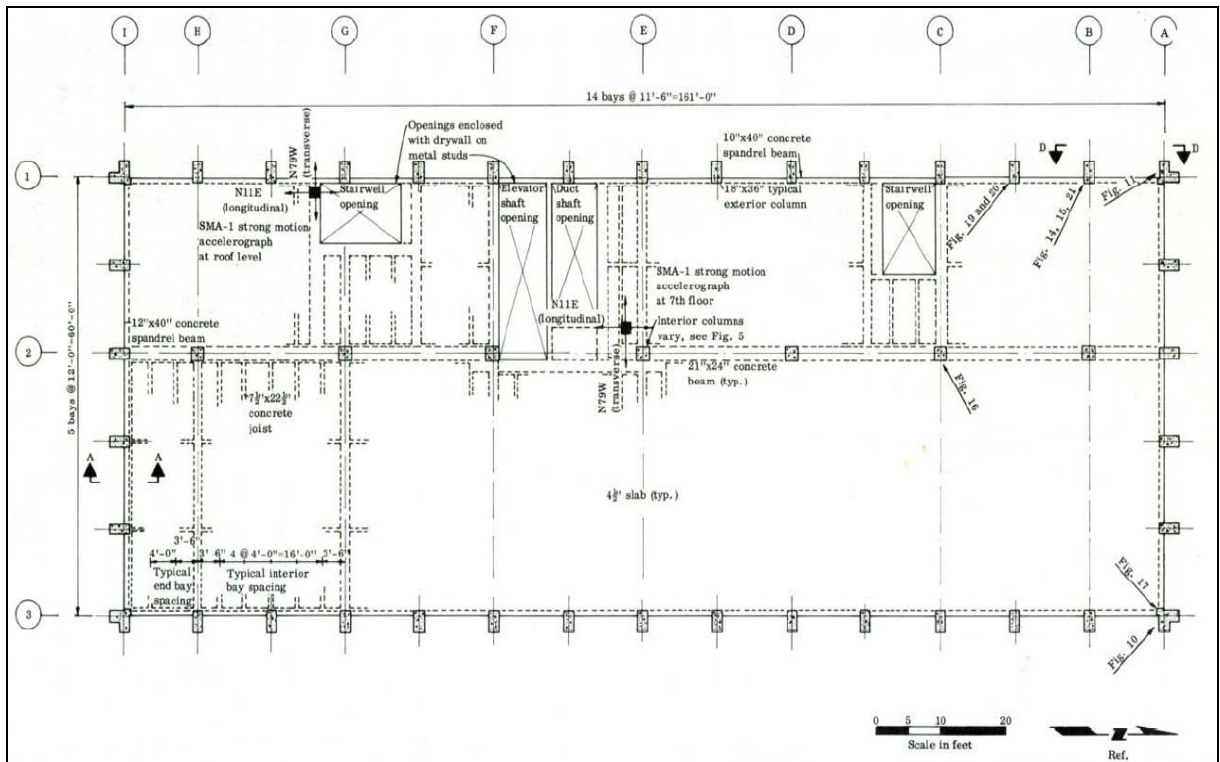 I H G F E D C B A
14 bays @ 11'-6"=161'-0"
Openings enclosed
with drywall on
metal studs
10"x40" concrete
spandrel beam
D D
N79W
(transverse)
1
N11E
(longitudinal)
SMA-1 strong motion
accelerograph
at roof level
Stairwell
opening
Elevator
shaft
opening
Duct
shaft
opening
18"x36" typical
exterior column
Stairwell
opening
Fig. 19 and 20
Fig. 14, 15, 21
Fig. 11
SMA-1 strong motion
accelerograph
at 7th floor
N11E
(longitudinal)
12"x40" concrete
spandrel beam
Interior columns
vary, see Fig. 5
2
5 bays @ 12'-0"=60'-0"
7½"x22½"
concrete
joist
N79W
(transverse)
21"x24" concrete
beam (typ.)
Fig. 16
A A
4½" slab (typ.)
3'-6"
4'-0" 3'-6" 4 @ 4'-0"=16'-0"
Typical
end bay
spacing
Typical interior
bay spacing
Fig. 17
3
Fig. 10
0 5 10 20
Scale in feet
Ref.